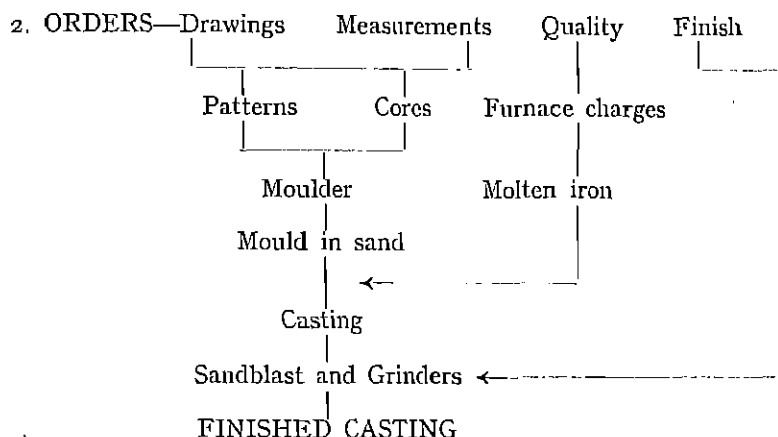 2. ORDERS—Drawings Measurements Quality Finish
Patterns Cores Furnace charges
Moulder Molten iron
Mould in sand
Casting
Sandblast and Grinders
FINISHED CASTING